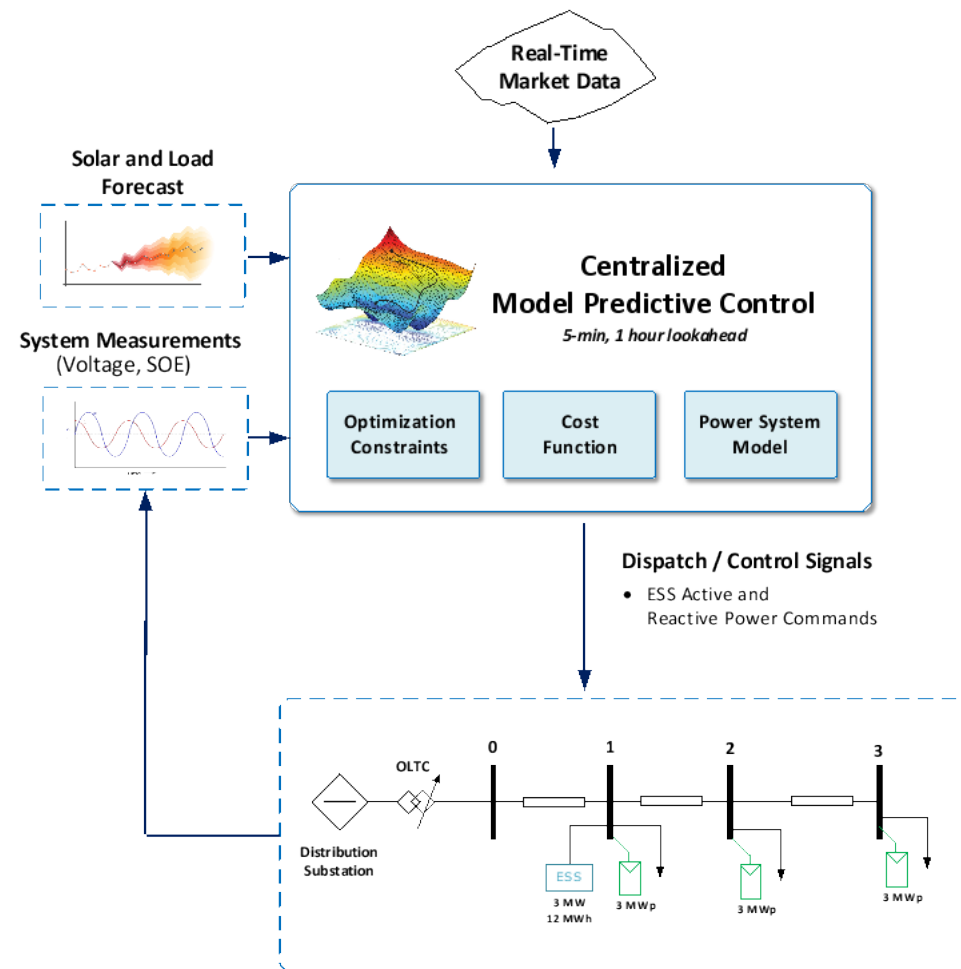 Real-Time
Market Data
Solar and Load
Forecast
Centralized
Model Predictive Control
5-min, 1 hour lookahead
System Measurements
(Voltage, SOE)
Optimization
Constraints
Cost
Function
Power System
Model
Dispatch / Control Signals
• ESS Active and
Reactive Power Commands
OLTC
0
1
2
3
Distribution
Substation
ESS
3 MW
12 MWh
3 MWp
3 MWp
3 MWp